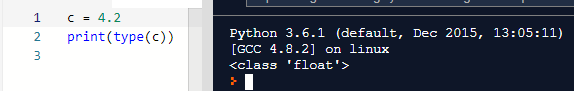 1 c = 4.2
2 print(type(c))
3
Python 3.6.1 (default, Dec 2015, 13:05:11)
[GCC 4.8.2] on linux
<class 'float'>